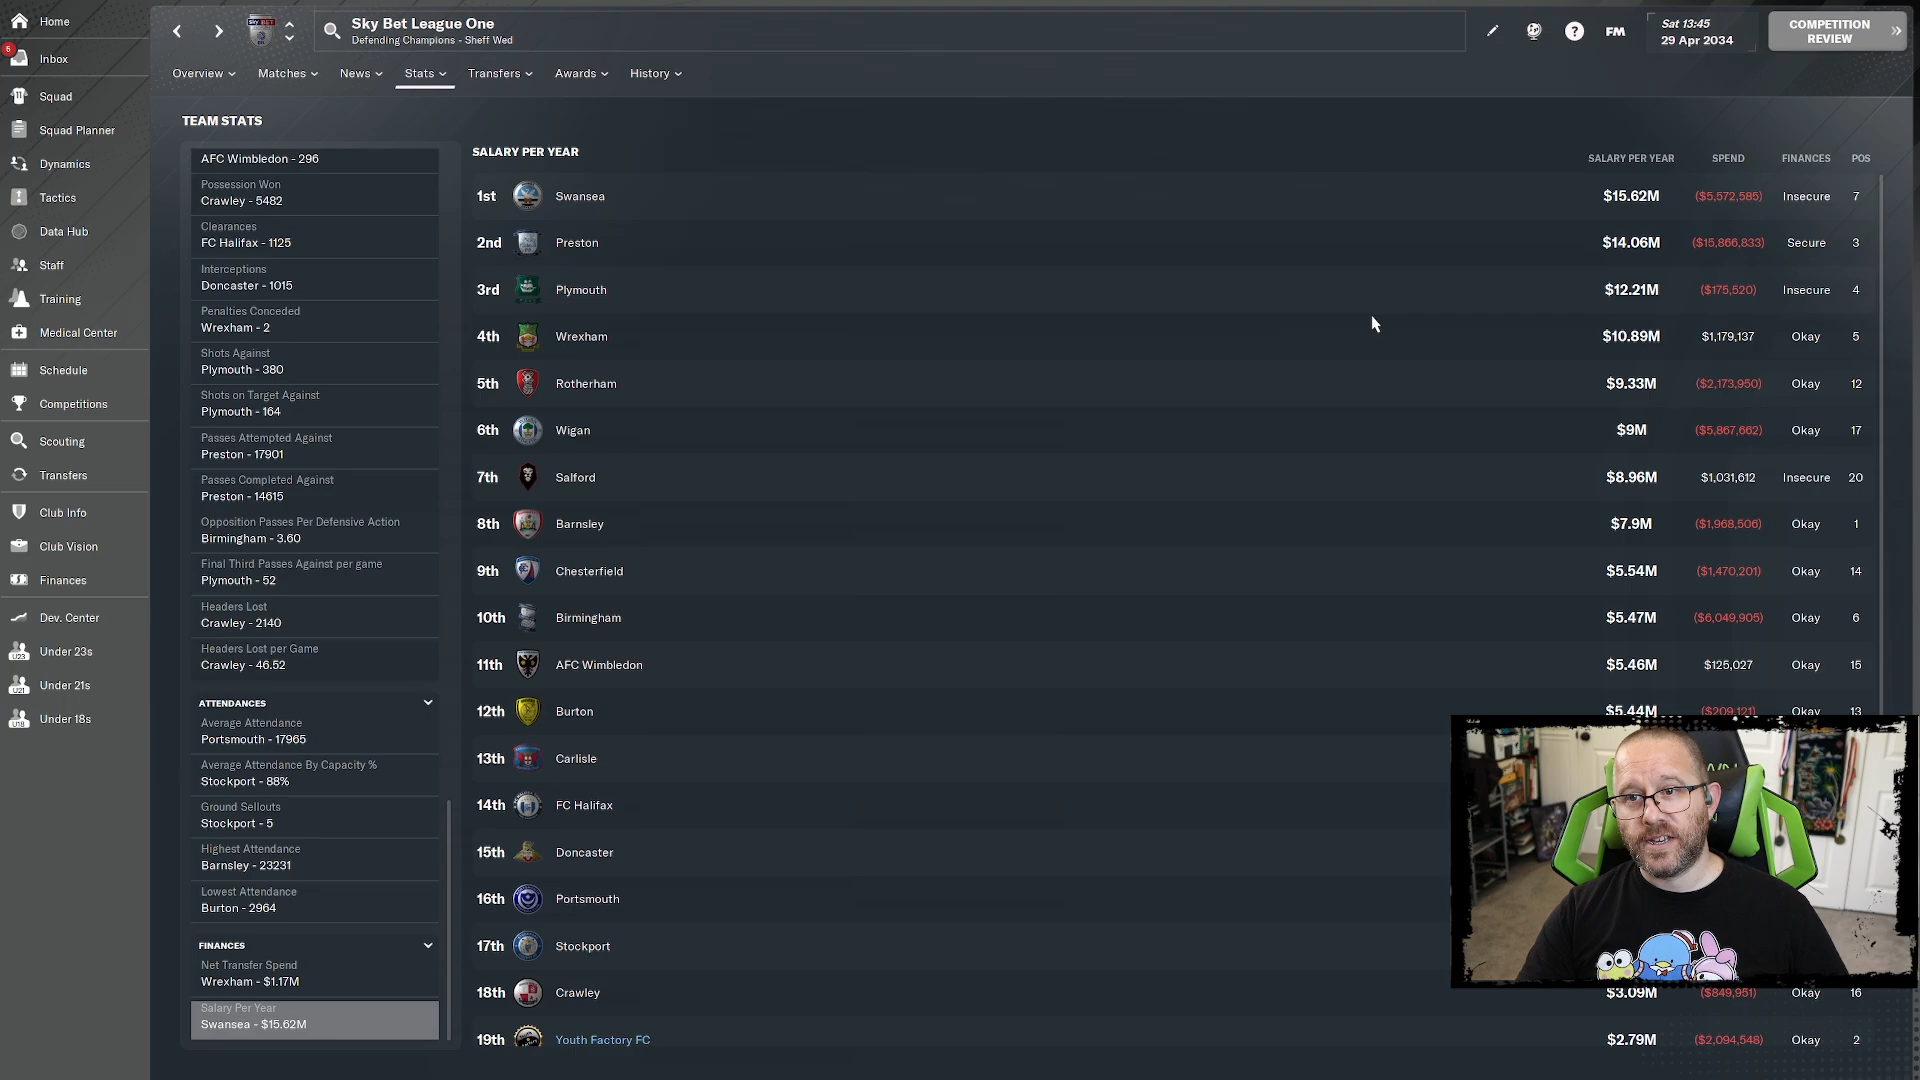 Home
5
Inbox
Squad
Squad Planner
Dynamics
Tactics
Data Hub
Staff
Training
Medical Center
Schedule
Competitions
Scouting
Transfers
Club Info
Club Vision
Finances
Dev. Center
U23 Under 23s
U21 Under 21s
U18 Under 18s
Sky Bet League One
Defending Champions - Sheff Wed
? FM
Sat 13:45
29 Apr 2034
COMPETITION
REVIEW
Overview Matches News Stats Transfers Awards History
TEAM STATS
AFC Wimbledon - 296
Possession Won
Crawley - 5482
Clearances
FC Halifax - 1125
Interceptions
Doncaster - 1015
Penalties Conceded
Wrexham - 2
Shots Against
Plymouth - 380
Shots on Target Against
Plymouth - 164
Passes Attempted Against
Preston - 17901
Passes Completed Against
Preston - 14615
Opposition Passes Per Defensive Action
Birmingham - 3.60
Final Third Passes Against per game
Plymouth - 52
Headers Lost
Crawley - 2140
Headers Lost per Game
Crawley - 46.52
ATTENDANCES
Average Attendance
Portsmouth - 17965
Average Attendance By Capacity %
Stockport - 88%
Ground Sellouts
Stockport - 5
Highest Attendance
Barnsley - 23231
Lowest Attendance
Burton - 2964
FINANCES
Net Transfer Spend
Wrexham - $1.17M
Salary Per Year
Swansea - $15.62M
SALARY PER YEAR
SALARY PER YEAR SPEND FINANCES POS
1st Swansea $15.62M ($5,572,585) Insecure 7
2nd Preston $14.06M ($15,866,833) Secure 3
3rd Plymouth $12.21M ($175,520) Insecure 4
4th Wrexham $10.89M $1,179,137 Okay 5
5th Rotherham $9.33M ($2,173,950) Okay 12
6th Wigan $9M ($5,867,662) Okay 17
7th Salford $8.96M $1,031,612 Insecure 20
8th Barnsley $7.9M ($1,968,506) Okay 1
9th Chesterfield $5.54M ($1,470,201) Okay 14
10th Birmingham $5.47M ($6,049,905) Okay 6
11th AFC Wimbledon $5.46M $125,027 Okay 15
12th Burton $5.44M ($209,121) Okay 13
13th Carlisle
14th FC Halifax
15th Doncaster
16th Portsmouth
17th Stockport
18th Crawley $3.09M ($849,951) Okay 16
19th Youth Factory FC $2.79M ($2,094,548) Okay 2